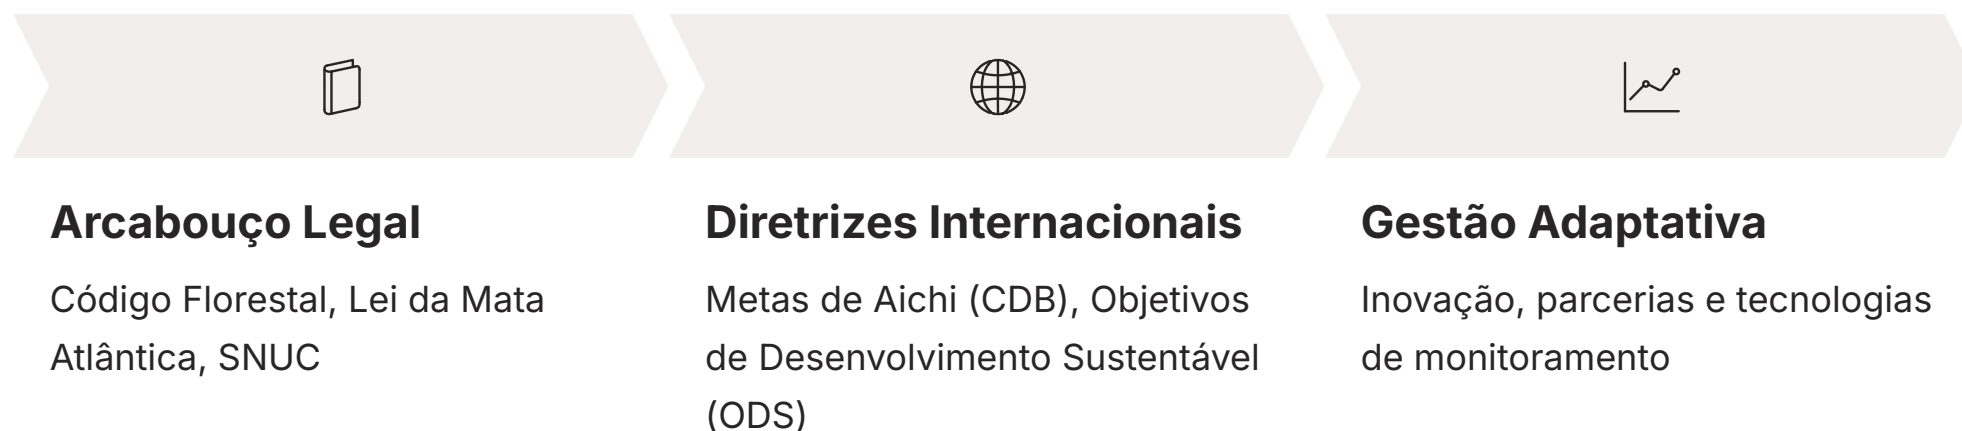 Arcabouço Legal
Código Florestal, Lei da Mata
Atlântica, SNUC
Diretrizes Internacionais
Metas de Aichi (CDB), Objetivos
de Desenvolvimento Sustentável
(ODS)
Gestão Adaptativa
Inovação, parcerias e tecnologias
de monitoramento